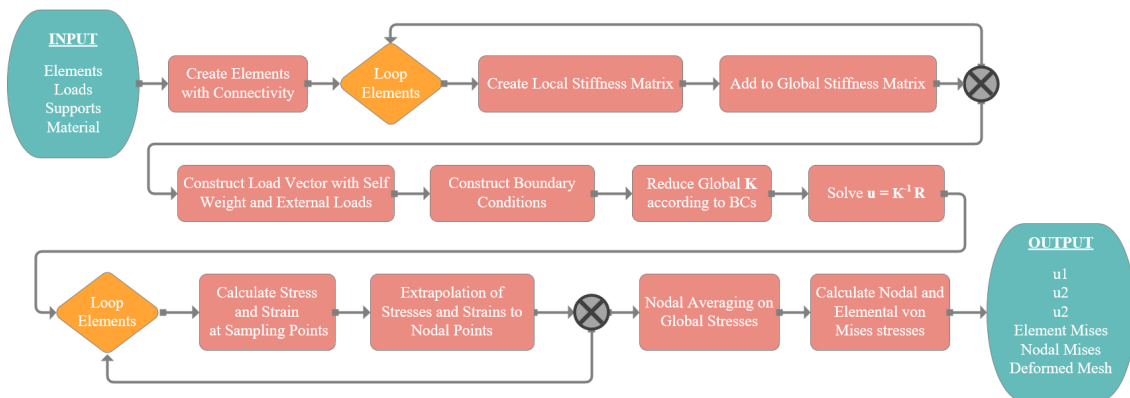 INPUT
Elements
Loads
Supports
Material
Create Elements
with Connectivity
Loop
Elements
Create Local Stiffness Matrix
Add to Global Stiffness Matrix
Construct Load Vector with Self
Weight and External Loads
Construct Boundary
Conditions
Reduce Global K
according to BCs
Solve u = K⁻¹ R
Loop
Elements
Calculate Stress
and Strain
at Sampling Points
Extrapolation of
Stresses and Strains to
Nodal Points
Nodal Averaging on
Global Stresses
Calculate Nodal and
Elemental von
Mises stresses
OUTPUT
u1
u2
u2
Element Mises
Nodal Mises
Deformed Mesh